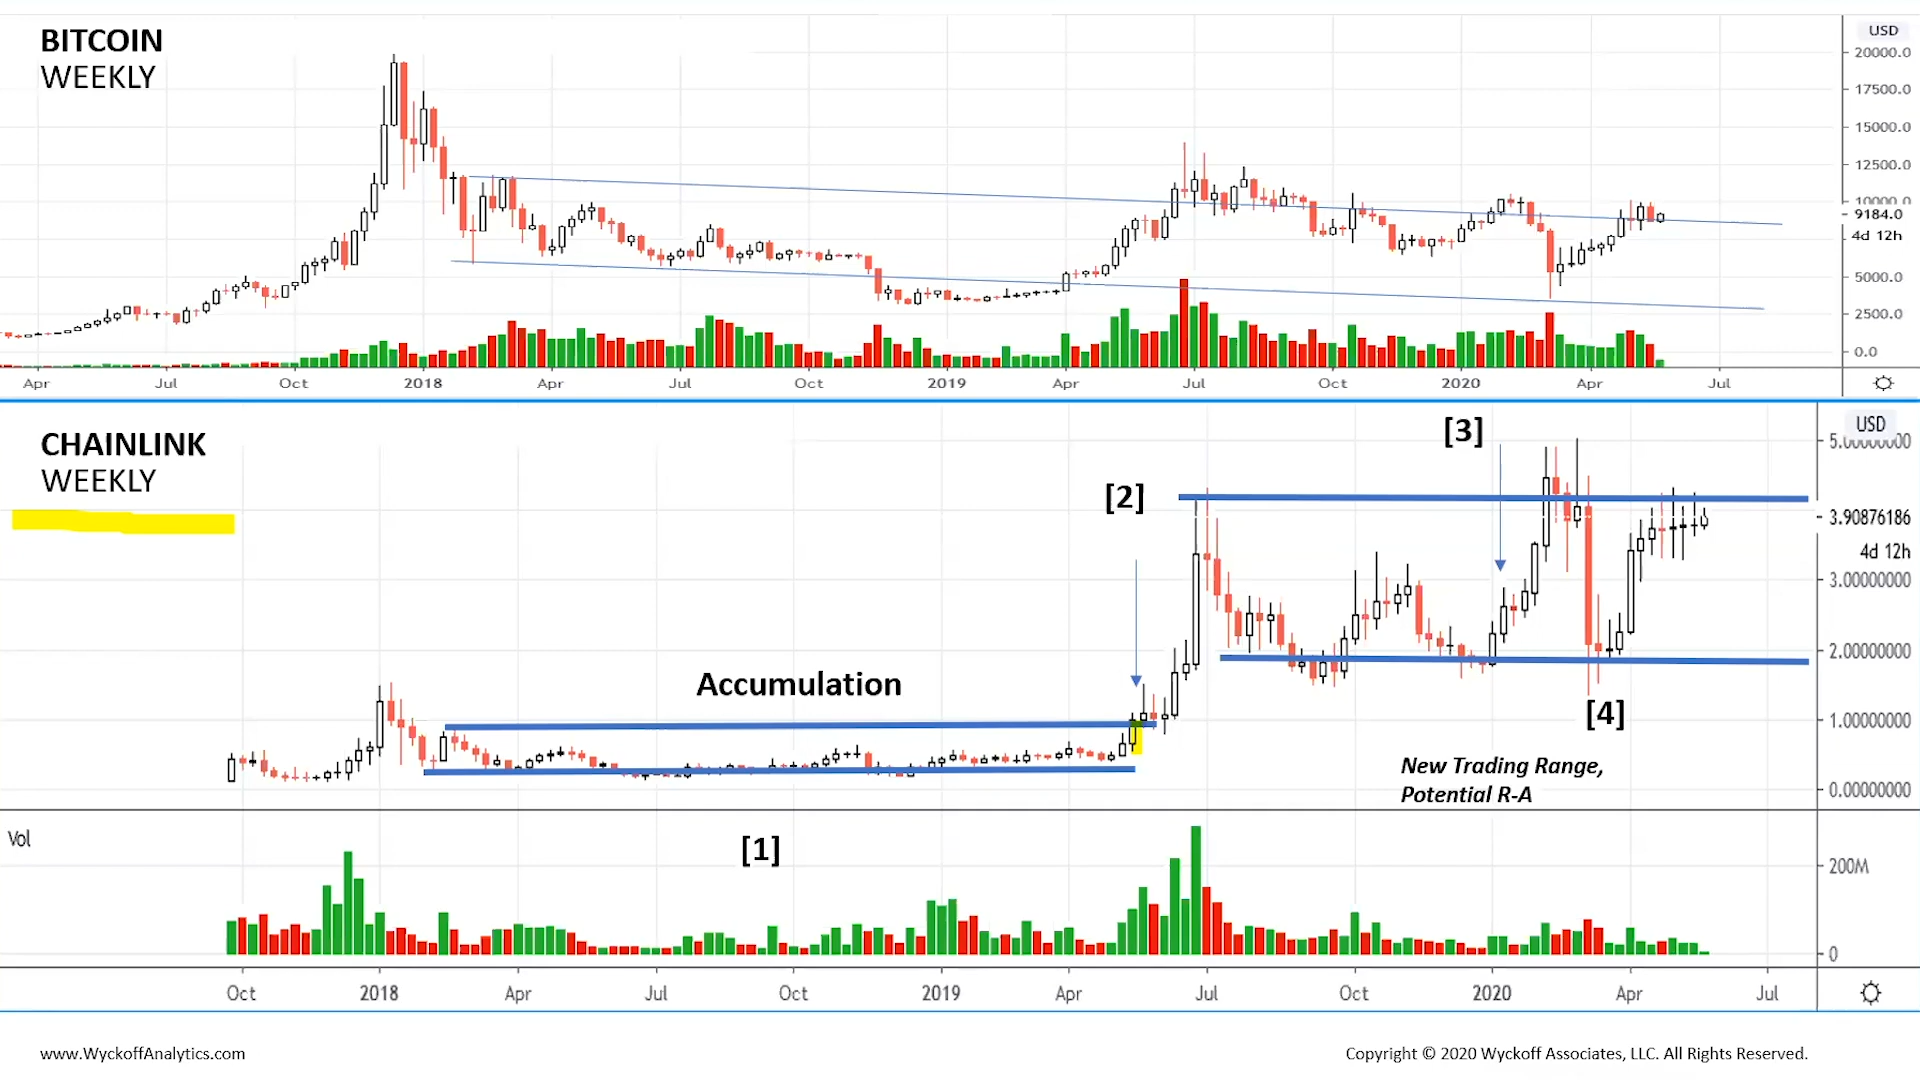 BITCOIN
WEEKLY
USD
20000.0
17500.0
15000.0
12500.0
10000.0
9184.0
4d 12h
5000.0
2500.0
0.0
Apr Jul Oct 2018 Apr Jul Oct 2019 Apr Jul Oct 2020 Apr Jul
CHAINLINK
WEEKLY
[3]
USD
5.00000000
[2]
3.90876186
4d 12h
3.00000000
2.00000000
Accumulation
[4]
1.00000000
New Trading Range,
Potential R-A
0.00000000
Vol
[1]
200M
0
Oct 2018 Apr Jul Oct 2019 Apr Jul Oct 2020 Apr Jul
www.WyckoffAnalytics.com
Copyright © 2020 Wyckoff Associates, LLC. All Rights Reserved.